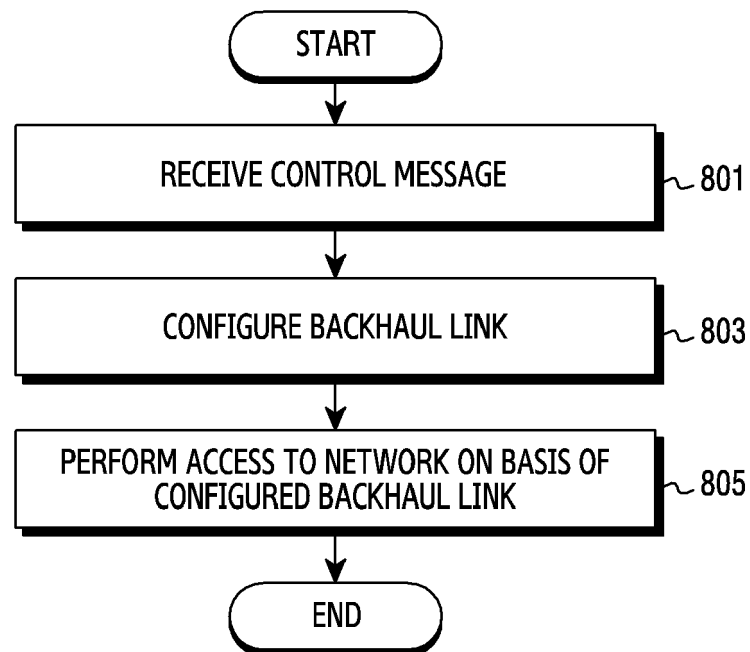 START
RECEIVE CONTROL MESSAGE
801
CONFIGURE BACKHAUL LINK
803
PERFORM ACCESS TO NETWORK ON BASIS OF
CONFIGURED BACKHAUL LINK
805
END